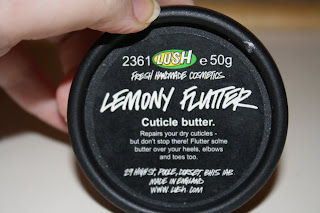 2361 LUSH e 50g
FRESH HANDMADE COSMETICS
LEMONY FLUTTER
Cuticle butter.
Repairs your dry cuticles -
but don't stop there! Flutter some
butter over your heels, elbows
and toes too.
29 HIGH ST, POOLE, DORSET, BH15 1AB
MADE IN ENGLAND
WWW.LUSH.COM